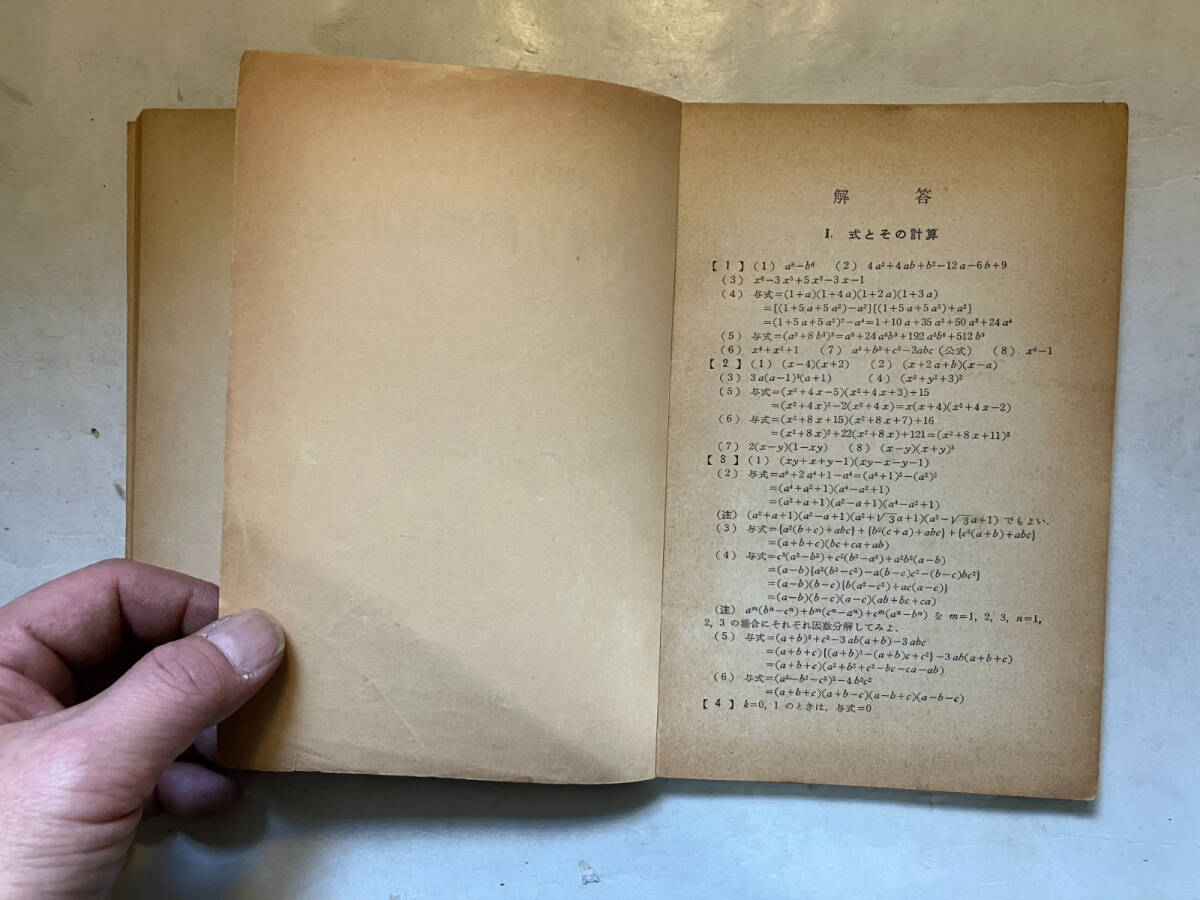 解 答
I. 式とその計算
【1】(1) a⁸−b⁸ (2) 4a²+4ab+b²−12a−6b+9
(3) x⁶−3x⁵+5x³−3x−1
(4) 与式=(1+a)(1+4a)(1+2a)(1+3a)
=[(1+5a+5a²)−a²][(1+5a+5a²)+a²]
=(1+5a+5a²)²−a⁴=1+10a+35a²+50a³+24a⁴
(5) 与式=(a³+8b³)³=a⁹+24a⁶b³+192a³b⁶+512b⁹
(6) x⁴+x²+1 (7) a³+b³+c³−3abc (公式) (8) x⁶−1
【2】(1) (x−4)(x+2) (2) (x+2a+b)(x−a)
(3) 3a(a−1)³(a+1) (4) (x²+y²+3)²
(5) 与式=(x²+4x−5)(x²+4x+3)+15
=(x²+4x)²−2(x²+4x)=x(x+4)(x²+4x−2)
(6) 与式=(x²+8x+15)(x²+8x+7)+16
=(x²+8x)²+22(x²+8x)+121=(x²+8x+11)²
(7) 2(x−y)(1−xy) (8) (x−y)(x+y)³
【3】(1) (xy+x+y−1)(xy−x−y−1)
(2) 与式=a⁸+2a⁴+1−a⁴=(a⁴+1)²−(a²)²
=(a⁴+a²+1)(a⁴−a²+1)
=(a²+a+1)(a²−a+1)(a⁴−a²+1)
(注) (a²+a+1)(a²−a+1)(a²+√3a+1)(a²−√3a+1) でもよい.
(3) 与式={a²(b+c)+abc}+{b²(c+a)+abc}+{c²(a+b)+abc}
=(a+b+c)(bc+ca+ab)
(4) 与式=c³(a²−b²)+c²(b³−a³)+a²b²(a−b)
=(a−b){a²(b²−c²)−a(b−c)c²−(b−c)bc²}
=(a−b)(b−c){b(a²−c²)+ac(a−c)}
=(a−b)(b−c)(a−c)(ab+bc+ca)
(注) aᵐ(bⁿ−cⁿ)+bᵐ(cⁿ−aⁿ)+cᵐ(aⁿ−bⁿ) を m=1, 2, 3, n=1,
2, 3 の場合にそれぞれ因数分解してみよ.
(5) 与式=(a+b)³+c³−3ab(a+b)−3abc
=(a+b+c){(a+b)²−(a+b)c+c²}−3ab(a+b+c)
=(a+b+c)(a²+b²+c²−bc−ca−ab)
(6) 与式=(a²−b²−c²)²−4b²c²
=(a+b+c)(a+b−c)(a−b+c)(a−b−c)
【4】 k=0, 1 のときは, 与式=0